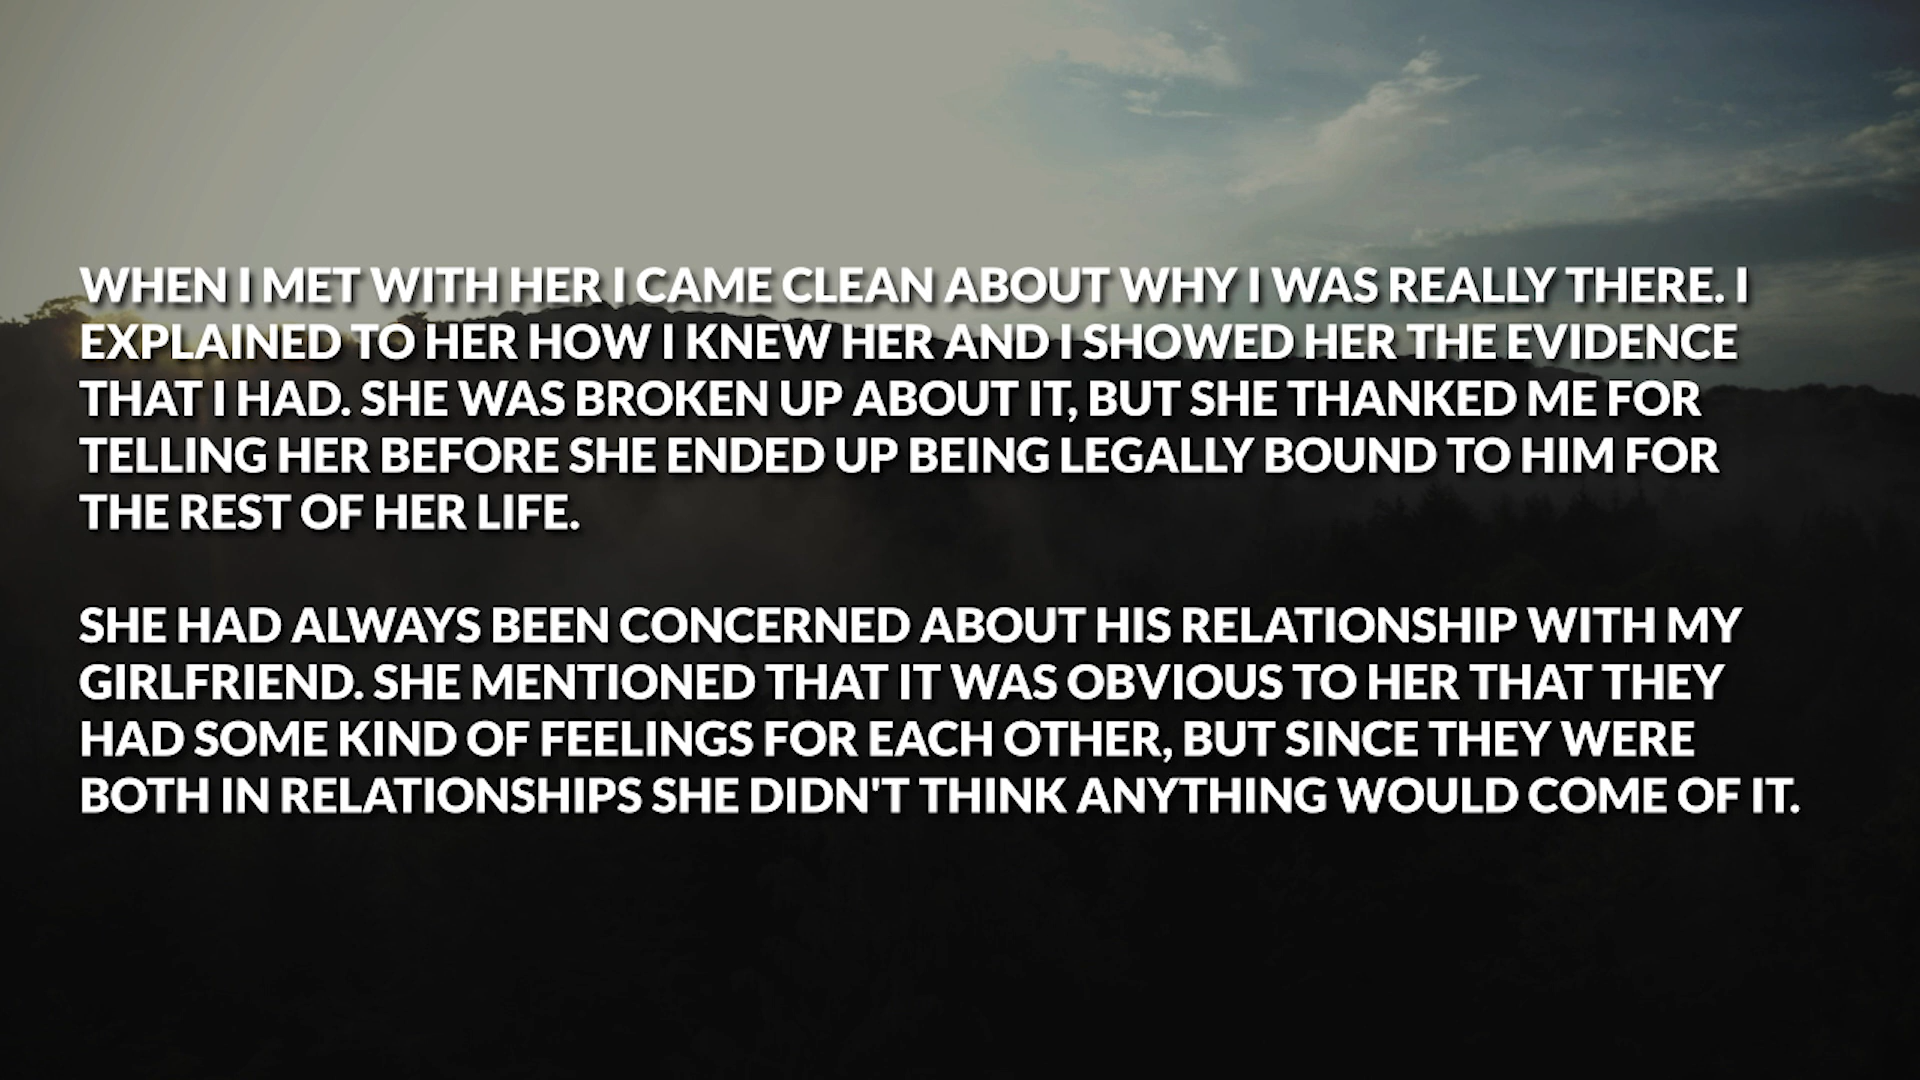 WHEN I MET WITH HER I CAME CLEAN ABOUT WHY I WAS REALLY THERE. I
EXPLAINED TO HER HOW I KNEW HER AND I SHOWED HER THE EVIDENCE
THAT I HAD. SHE WAS BROKEN UP ABOUT IT, BUT SHE THANKED ME FOR
TELLING HER BEFORE SHE ENDED UP BEING LEGALLY BOUND TO HIM FOR
THE REST OF HER LIFE.
SHE HAD ALWAYS BEEN CONCERNED ABOUT HIS RELATIONSHIP WITH MY
GIRLFRIEND. SHE MENTIONED THAT IT WAS OBVIOUS TO HER THAT THEY
HAD SOME KIND OF FEELINGS FOR EACH OTHER, BUT SINCE THEY WERE
BOTH IN RELATIONSHIPS SHE DIDN'T THINK ANYTHING WOULD COME OF IT.